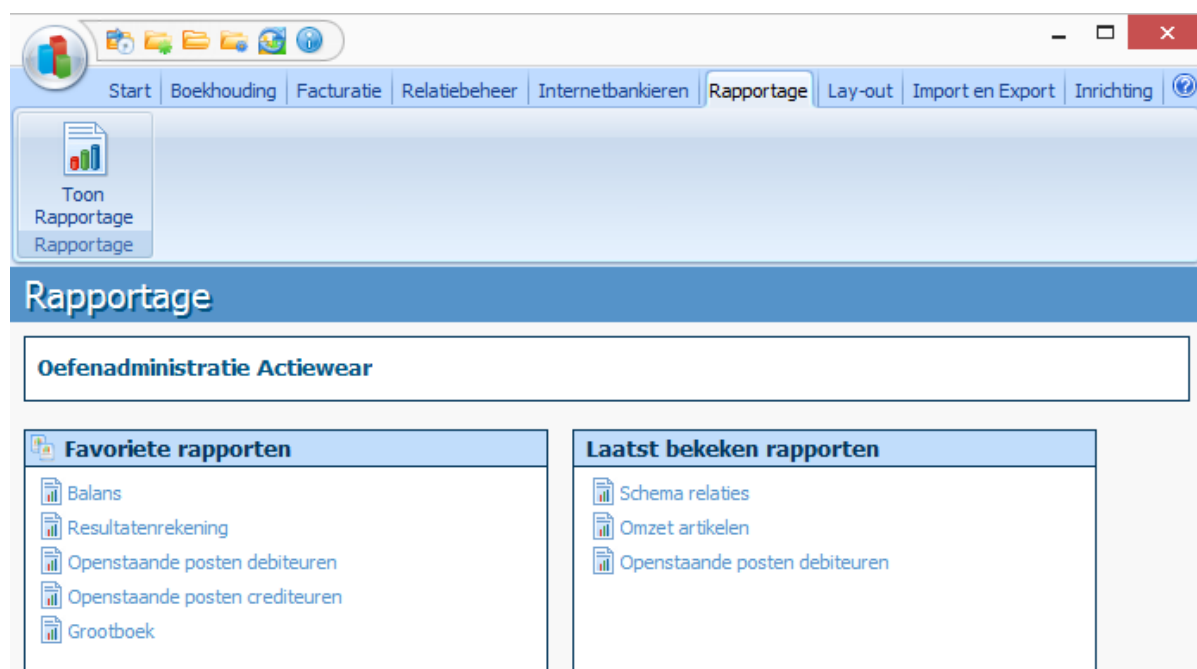 Start Boekhouding Facturatie Relatiebeheer Internetbankieren Rapportage Lay-out Import en Export Inrichting
Toon
Rapportage
Rapportage
Rapportage
Oefenadministratie Actiewear
Favoriete rapporten
Balans
Resultatenrekening
Openstaande posten debiteuren
Openstaande posten crediteuren
Grootboek
Laatst bekeken rapporten
Schema relaties
Omzet artikelen
Openstaande posten debiteuren